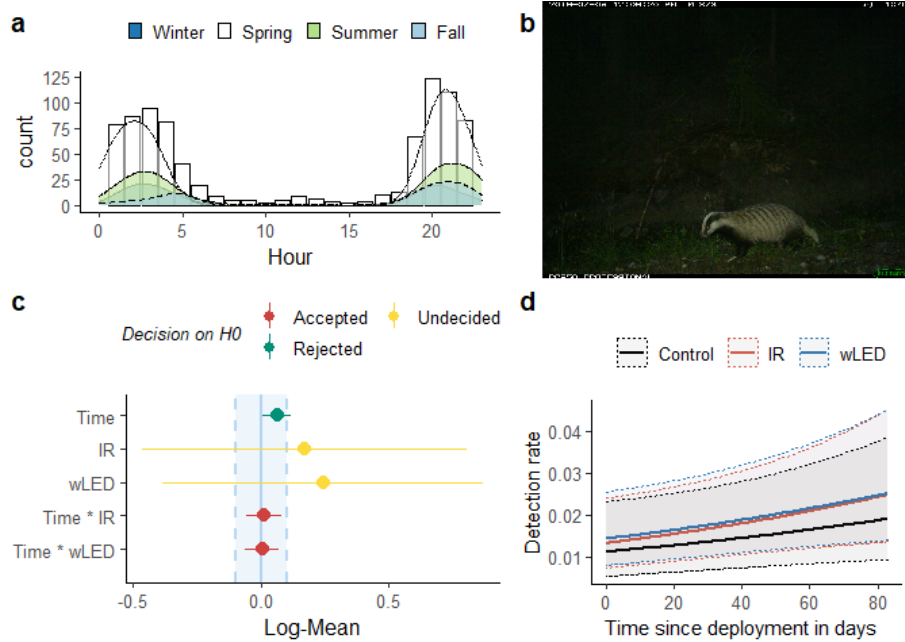 a
Winter Spring Summer Fall
125
100
75
50
25
0
count
0 5 10 15 20
Hour
b
c
Decision on H0
Accepted Undecided
Rejected
Time
IR
wLED
Time * IR
Time * wLED
-0.5 0.0 0.5
Log-Mean
d
Control IR wLED
0.04
0.03
0.02
0.01
Detection rate
0 20 40 60 80
Time since deployment in days